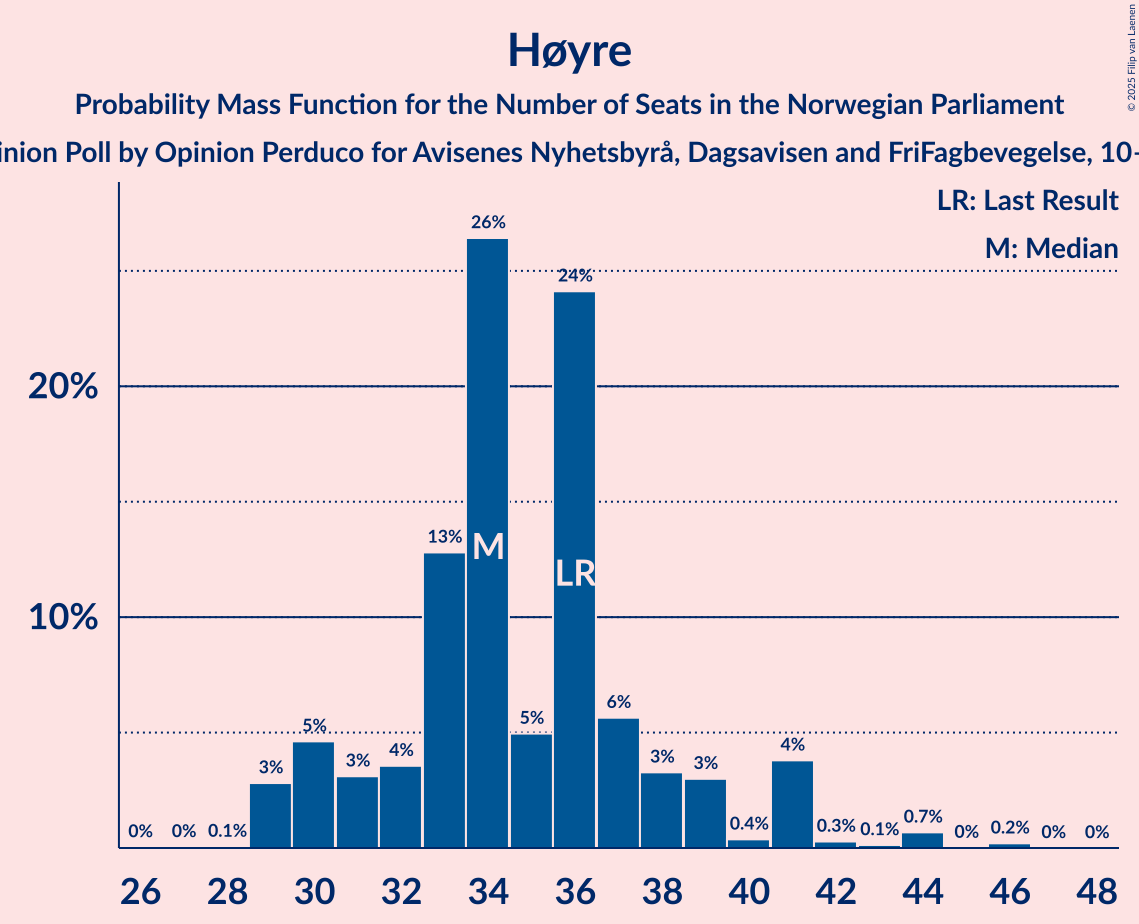 Høyre
Probability Mass Function for the Number of Seats in the Norwegian Parliament
inion Poll by Opinion Perduco for Avisenes Nyhetsbyrå, Dagsavisen and FriFagbevegelse, 10-
© 2025 Filip van Laenen
LR: Last Result
M: Median
26%
24%
20%
13%
M
LR
10%
6%
5%
5%
4%
4%
3%
3%
3%
3%
0%
0%
0.1%
0.4%
0.3%
0.1%
0.7%
0%
0.2%
0%
0%
26 28 30 32 34 36 38 40 42 44 46 48